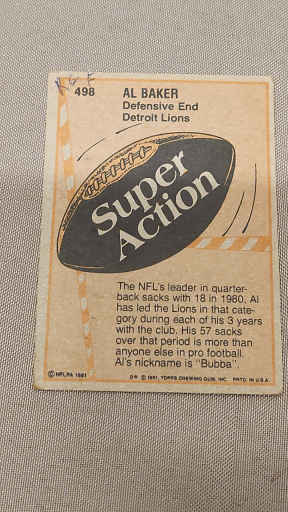 498
AL BAKER
Defensive End
Detroit Lions
Super
Action
The NFL's leader in quarter-
back sacks with 18 in 1980, Al
has led the Lions in that cate-
gory during each of his 3 years
with the club. His 57 sacks
over that period is more than
anyone else in pro football.
Al's nickname is "Bubba".
© NFLPA 1981
© 1981, TOPPS CHEWING GUM, INC. PRTD. IN U.S.A.